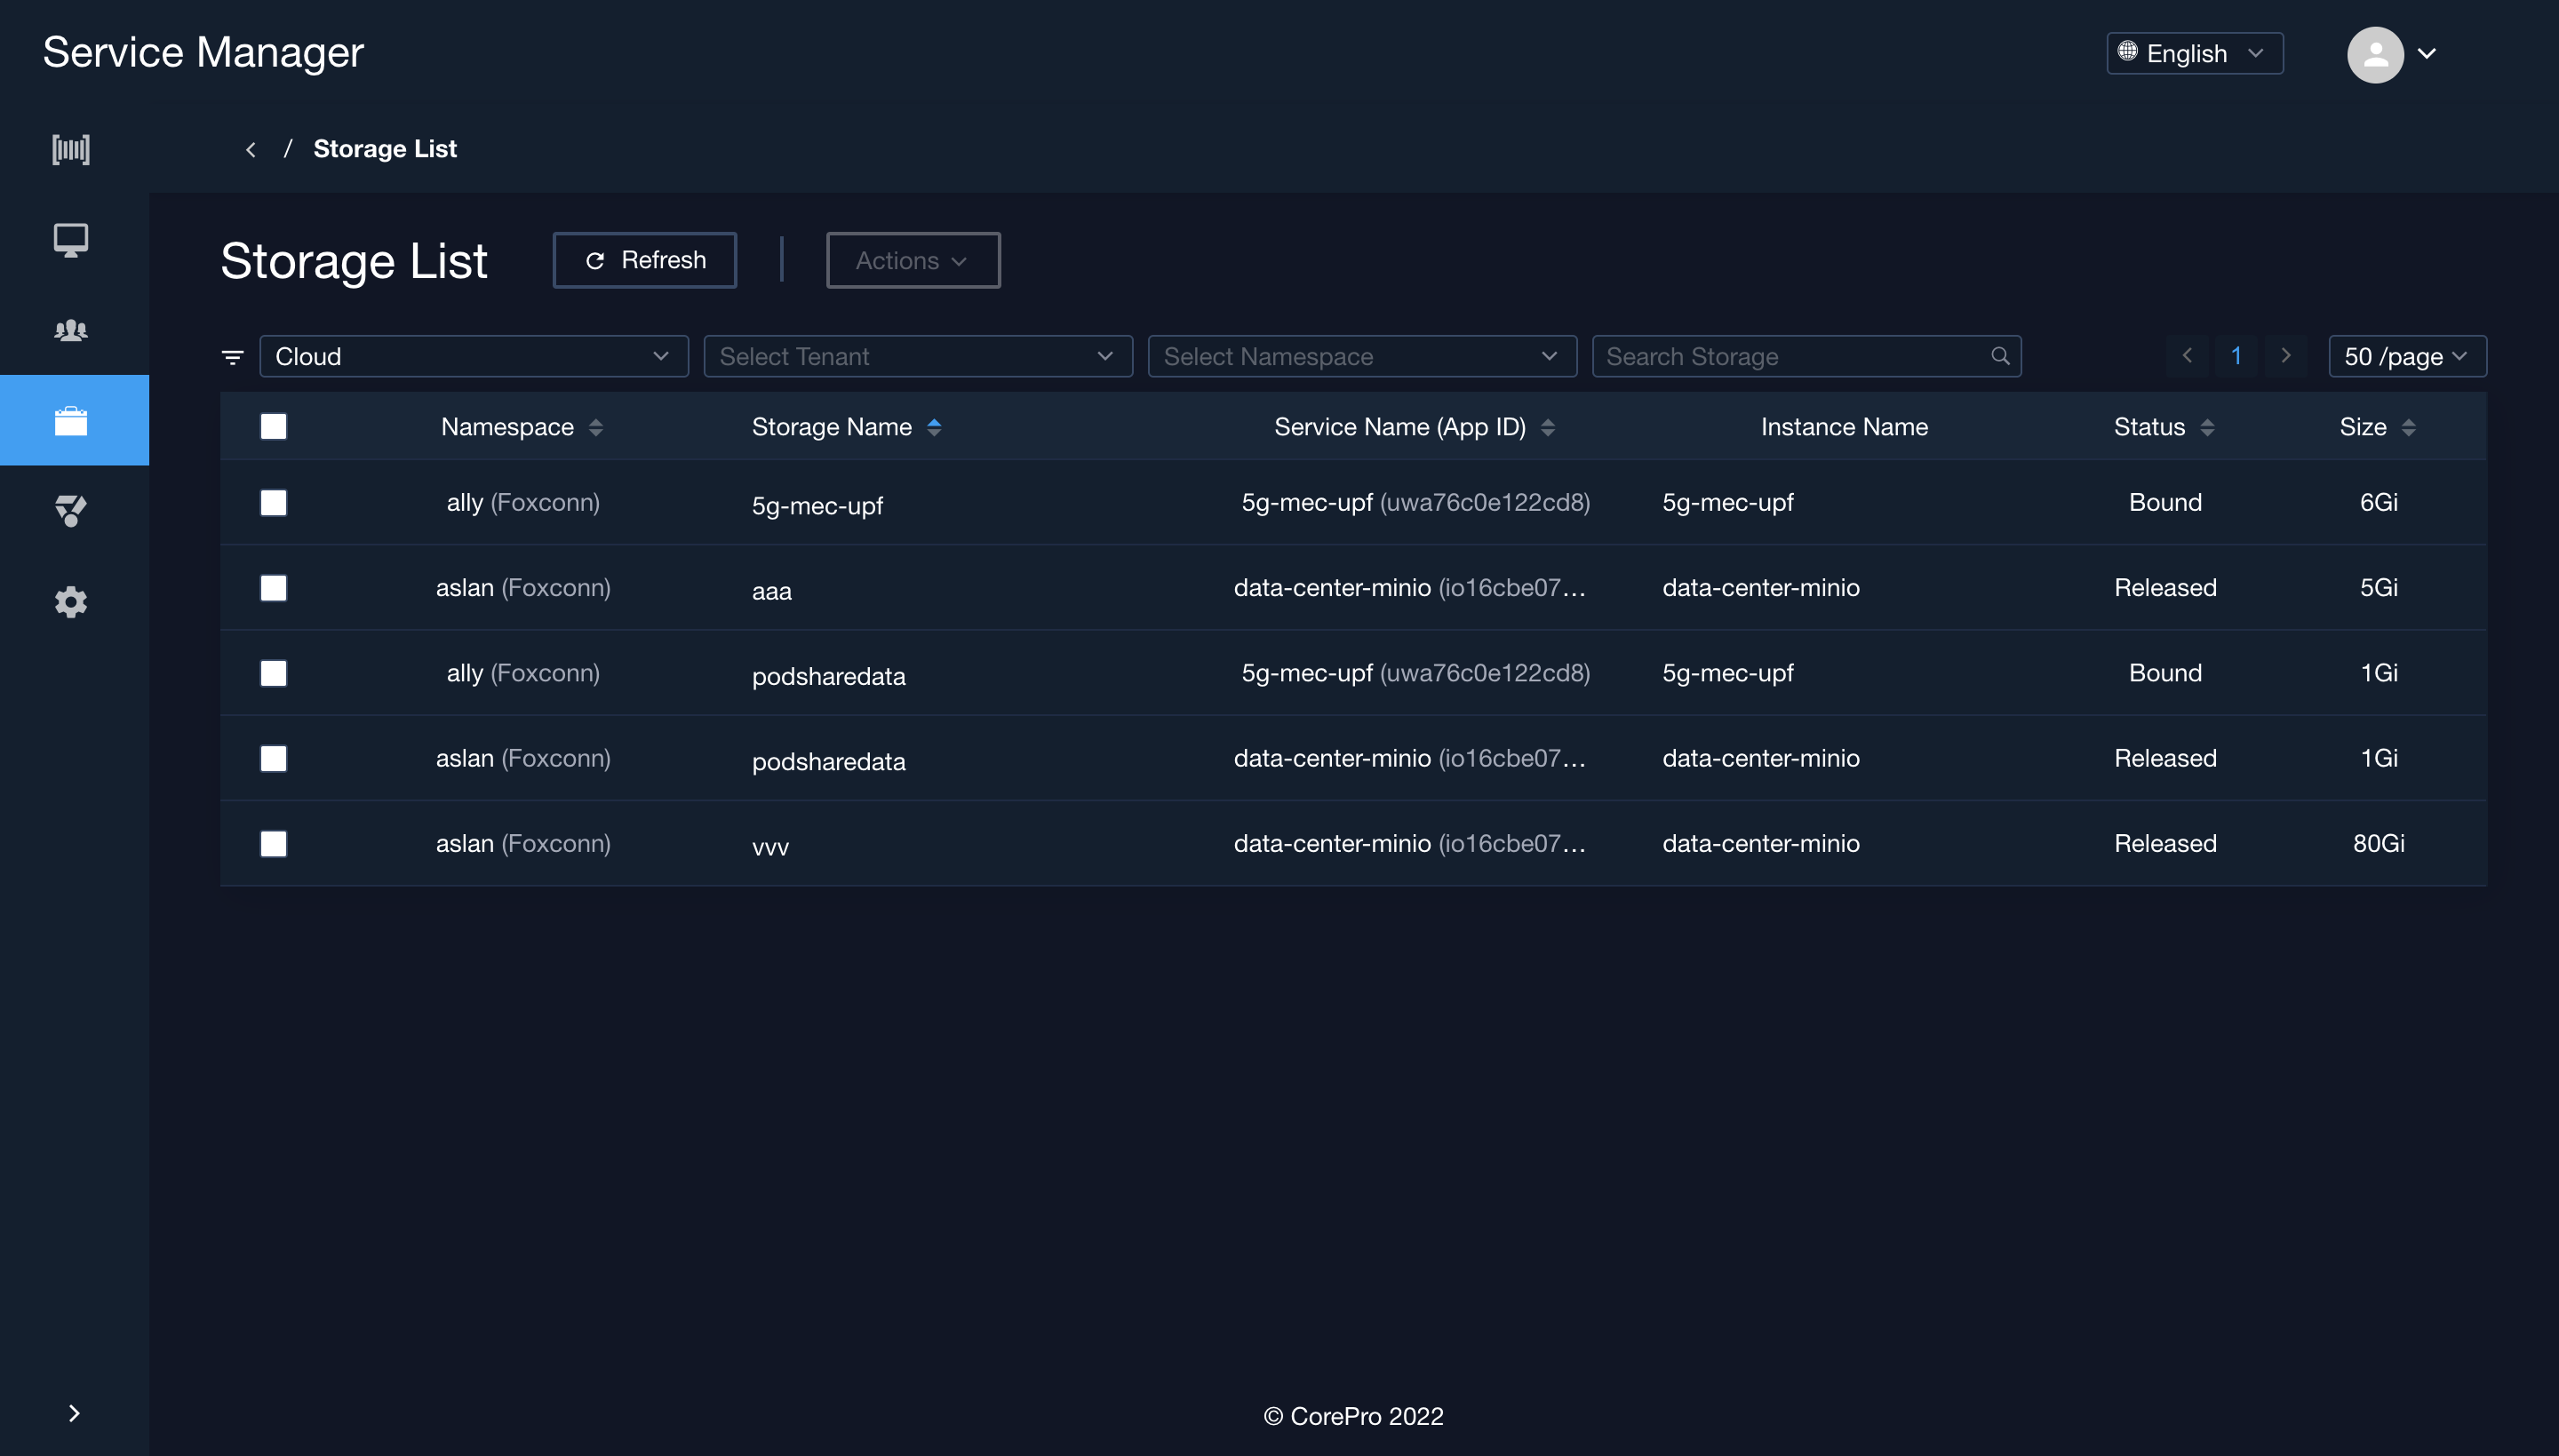 Service Manager
English
/ Storage List
Storage List Refresh Actions
Cloud Select Tenant Select Namespace Search Storage 1 50 /page
Namespace Storage Name Service Name (App ID) Instance Name Status Size
ally (Foxconn) 5g-mec-upf 5g-mec-upf (uwa76c0e122cd8) 5g-mec-upf Bound 6Gi
aslan (Foxconn) aaa data-center-minio (io16cbe07... data-center-minio Released 5Gi
ally (Foxconn) podsharedata 5g-mec-upf (uwa76c0e122cd8) 5g-mec-upf Bound 1Gi
aslan (Foxconn) podsharedata data-center-minio (io16cbe07... data-center-minio Released 1Gi
aslan (Foxconn) vvv data-center-minio (io16cbe07... data-center-minio Released 80Gi
© CorePro 2022